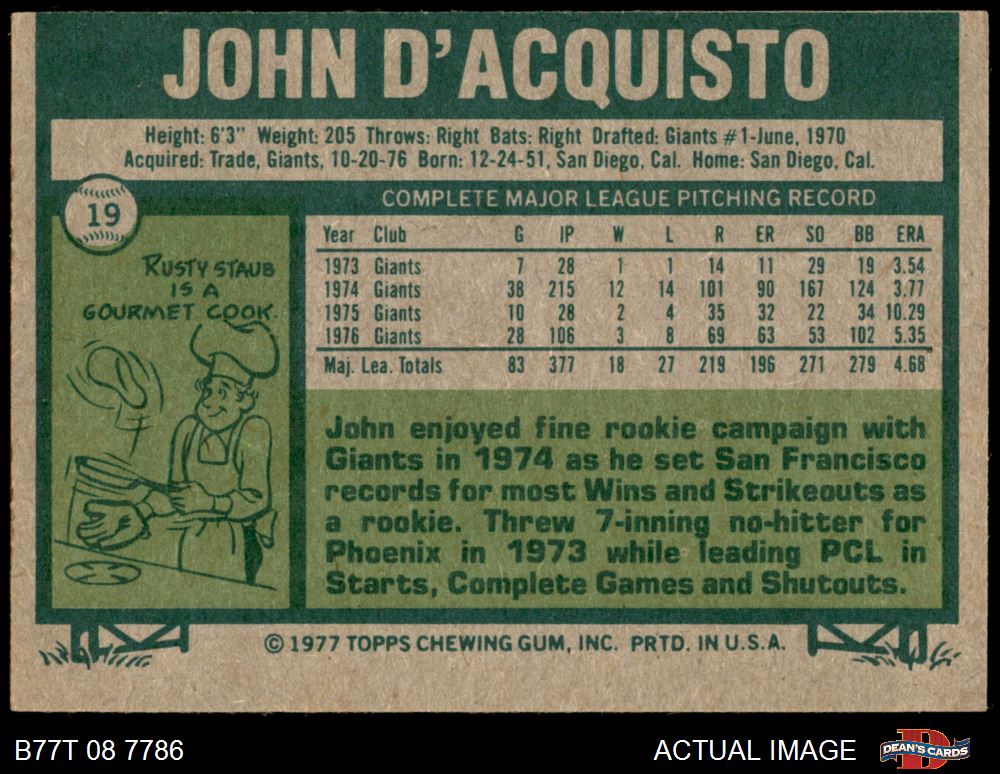 JOHN D'ACQUISTO
Height: 6'3" Weight: 205 Throws: Right Bats: Right Drafted: Giants #1-June, 1970
Acquired: Trade, Giants, 10-20-76 Born: 12-24-51, San Diego, Cal. Home: San Diego, Cal.
19
RUSTY STAUB
IS A
GOURMET COOK.
COMPLETE MAJOR LEAGUE PITCHING RECORD
Year Club G IP W L R ER SO BB ERA
1973 Giants 7 28 1 1 14 11 29 19 3.54
1974 Giants 38 215 12 14 101 90 167 124 3.77
1975 Giants 10 28 2 4 35 32 22 34 10.29
1976 Giants 28 106 3 8 69 63 53 102 5.35
Maj. Lea. Totals 83 377 18 27 219 196 271 279 4.68
John enjoyed fine rookie campaign with
Giants in 1974 as he set San Francisco
records for most Wins and Strikeouts as
a rookie. Threw 7-inning no-hitter for
Phoenix in 1973 while leading PCL in
Starts, Complete Games and Shutouts.
© 1977 TOPPS CHEWING GUM, INC. PRTD. IN U.S.A.
B77T 08 7786
ACTUAL IMAGE
DEAN'S CARDS